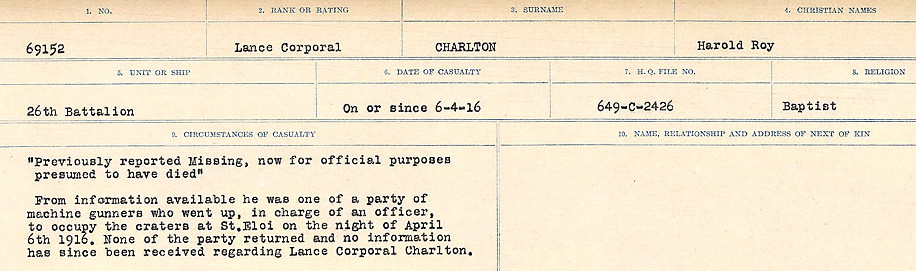 1. NO. 2. RANK OR RATING 3. SURNAME 4. CHRISTIAN NAMES
69152 Lance Corporal CHARLTON Harold Roy
5. UNIT OR SHIP 6. DATE OF CASUALTY 7. H.Q. FILE NO. 8. RELIGION
26th Battalion On or since 6-4-16 649-C-2426 Baptist
9. CIRCUMSTANCES OF CASUALTY 10. NAME, RELATIONSHIP AND ADDRESS OF NEXT OF KIN
"Previously reported Missing, now for official purposes
presumed to have died"
From information available he was one of a party of
machine gunners who went up, in charge of an officer,
to occupy the craters at St.Eloi on the night of April
6th 1916. None of the party returned and no information
has since been received regarding Lance Corporal Charlton.